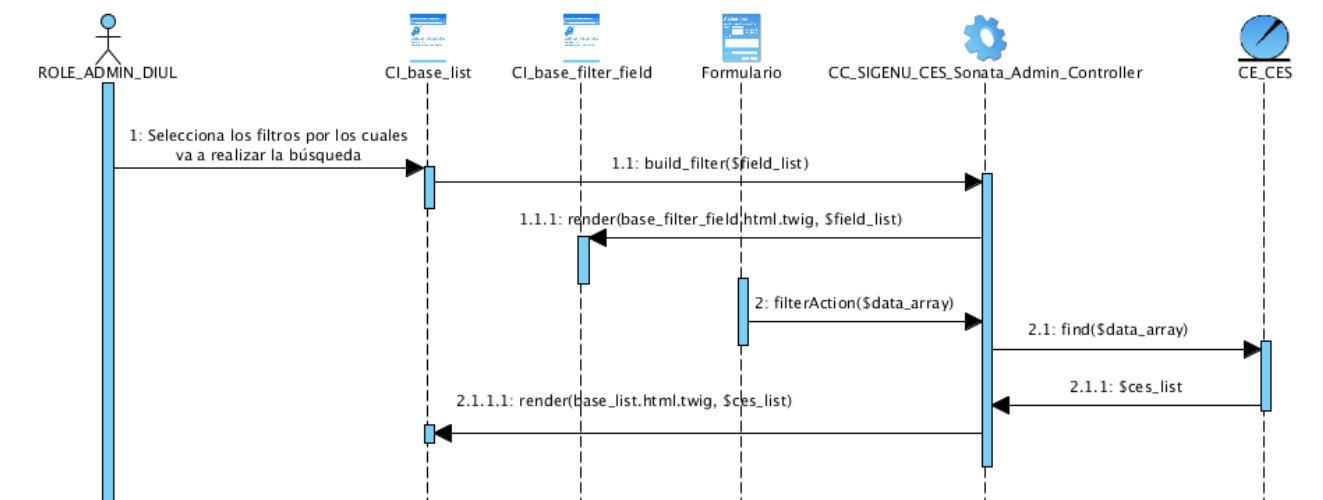 ROLE_ADMIN_DIUL
CI_base_list
CI_base_filter_field
Formulario
CC_SIGENU_CES_Sonata_Admin_Controller
CE_CES
1: Selecciona los filtros por los cuales
va a realizar la búsqueda
1.1: build_filter($field_list)
1.1.1: render(base_filter_field.html.twig, $field_list)
2: filterAction($data_array)
2.1: find($data_array)
2.1.1: $ces_list
2.1.1.1: render(base_list.html.twig, $ces_list)